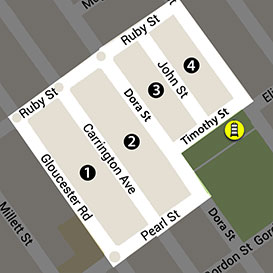 Ruby St
Ruby St
4
3
John St
Dora St
Timothy St
2
Carrington Ave
1
Gloucester Rd
Pearl St
Millett St
Dora St
Gordon St